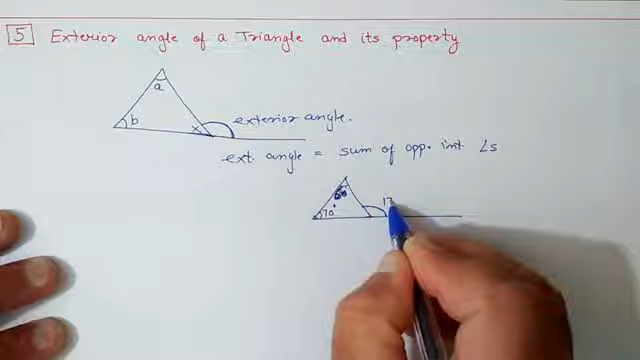 5 Exterior angle of a Triangle and its property
a
b
x
exterior angle.
ext. angle = sum of opp. int. ∠s
70°